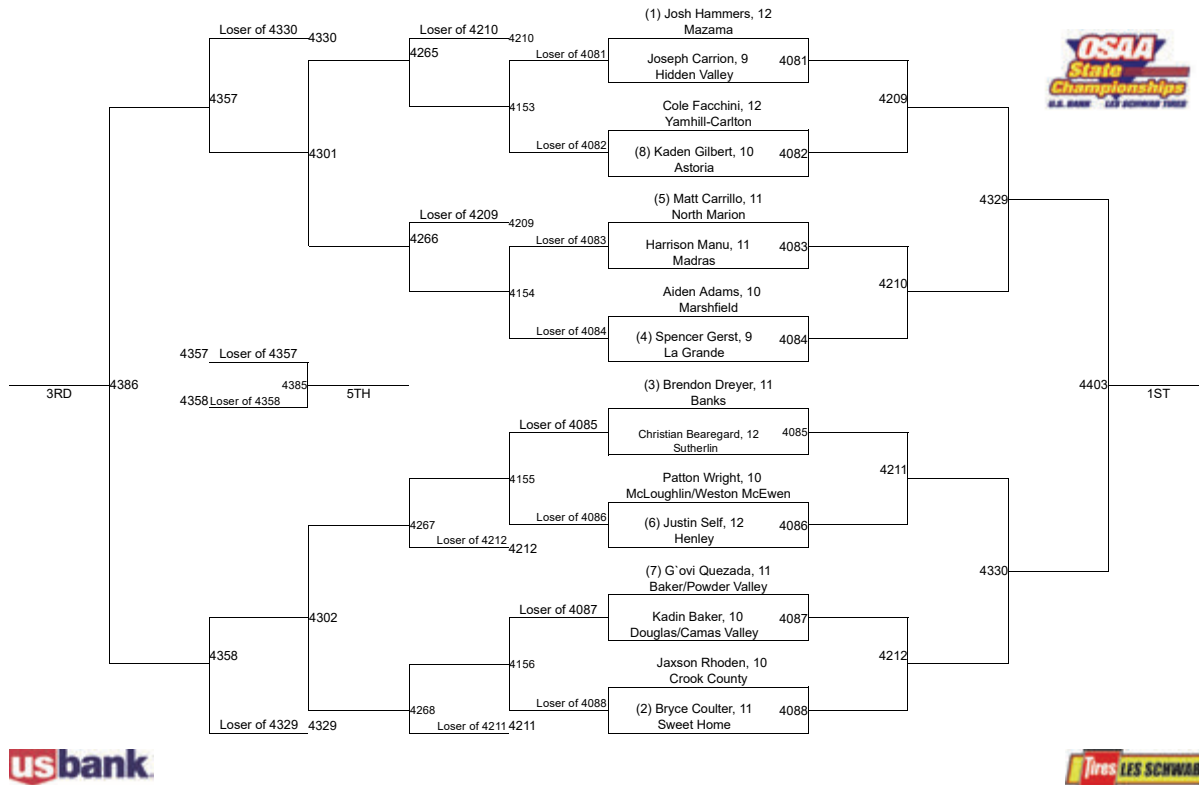 (1) Josh Hammers, 12
Mazama
Loser of 4330
4330
Loser of 4210
4210
4265
Loser of 4081
Joseph Carrion, 9
4081
Hidden Valley
OSAA
State
Championships
U.S. BANK LES SCHWAB TIRES
4357
4153
Cole Facchini, 12
Yamhill-Carlton
4209
4301
Loser of 4082
(8) Kaden Gilbert, 10
4082
Astoria
(5) Matt Carrillo, 11
North Marion
4329
Loser of 4209
4209
4266
Loser of 4083
Harrison Manu, 11
4083
Madras
4154
Aiden Adams, 10
Marshfield
4210
Loser of 4084
(4) Spencer Gerst, 9
4084
La Grande
4357
Loser of 4357
3RD
4386
4385
5TH
4358
Loser of 4358
(3) Brendon Dreyer, 11
Banks
4403
1ST
Loser of 4085
Christian Bearegard, 12
4085
Sutherlin
4155
Patton Wright, 10
McLoughlin/Weston McEwen
4211
4267
Loser of 4086
(6) Justin Self, 12
4086
Henley
Loser of 4212
4212
(7) G`ovi Quezada, 11
Baker/Powder Valley
4330
4302
Loser of 4087
Kadin Baker, 10
4087
Douglas/Camas Valley
4358
4156
Jaxson Rhoden, 10
Crook County
4212
4268
Loser of 4088
(2) Bryce Coulter, 11
4088
Sweet Home
Loser of 4329
4329
Loser of 4211
4211
usbank
Tires LES SCHWAB